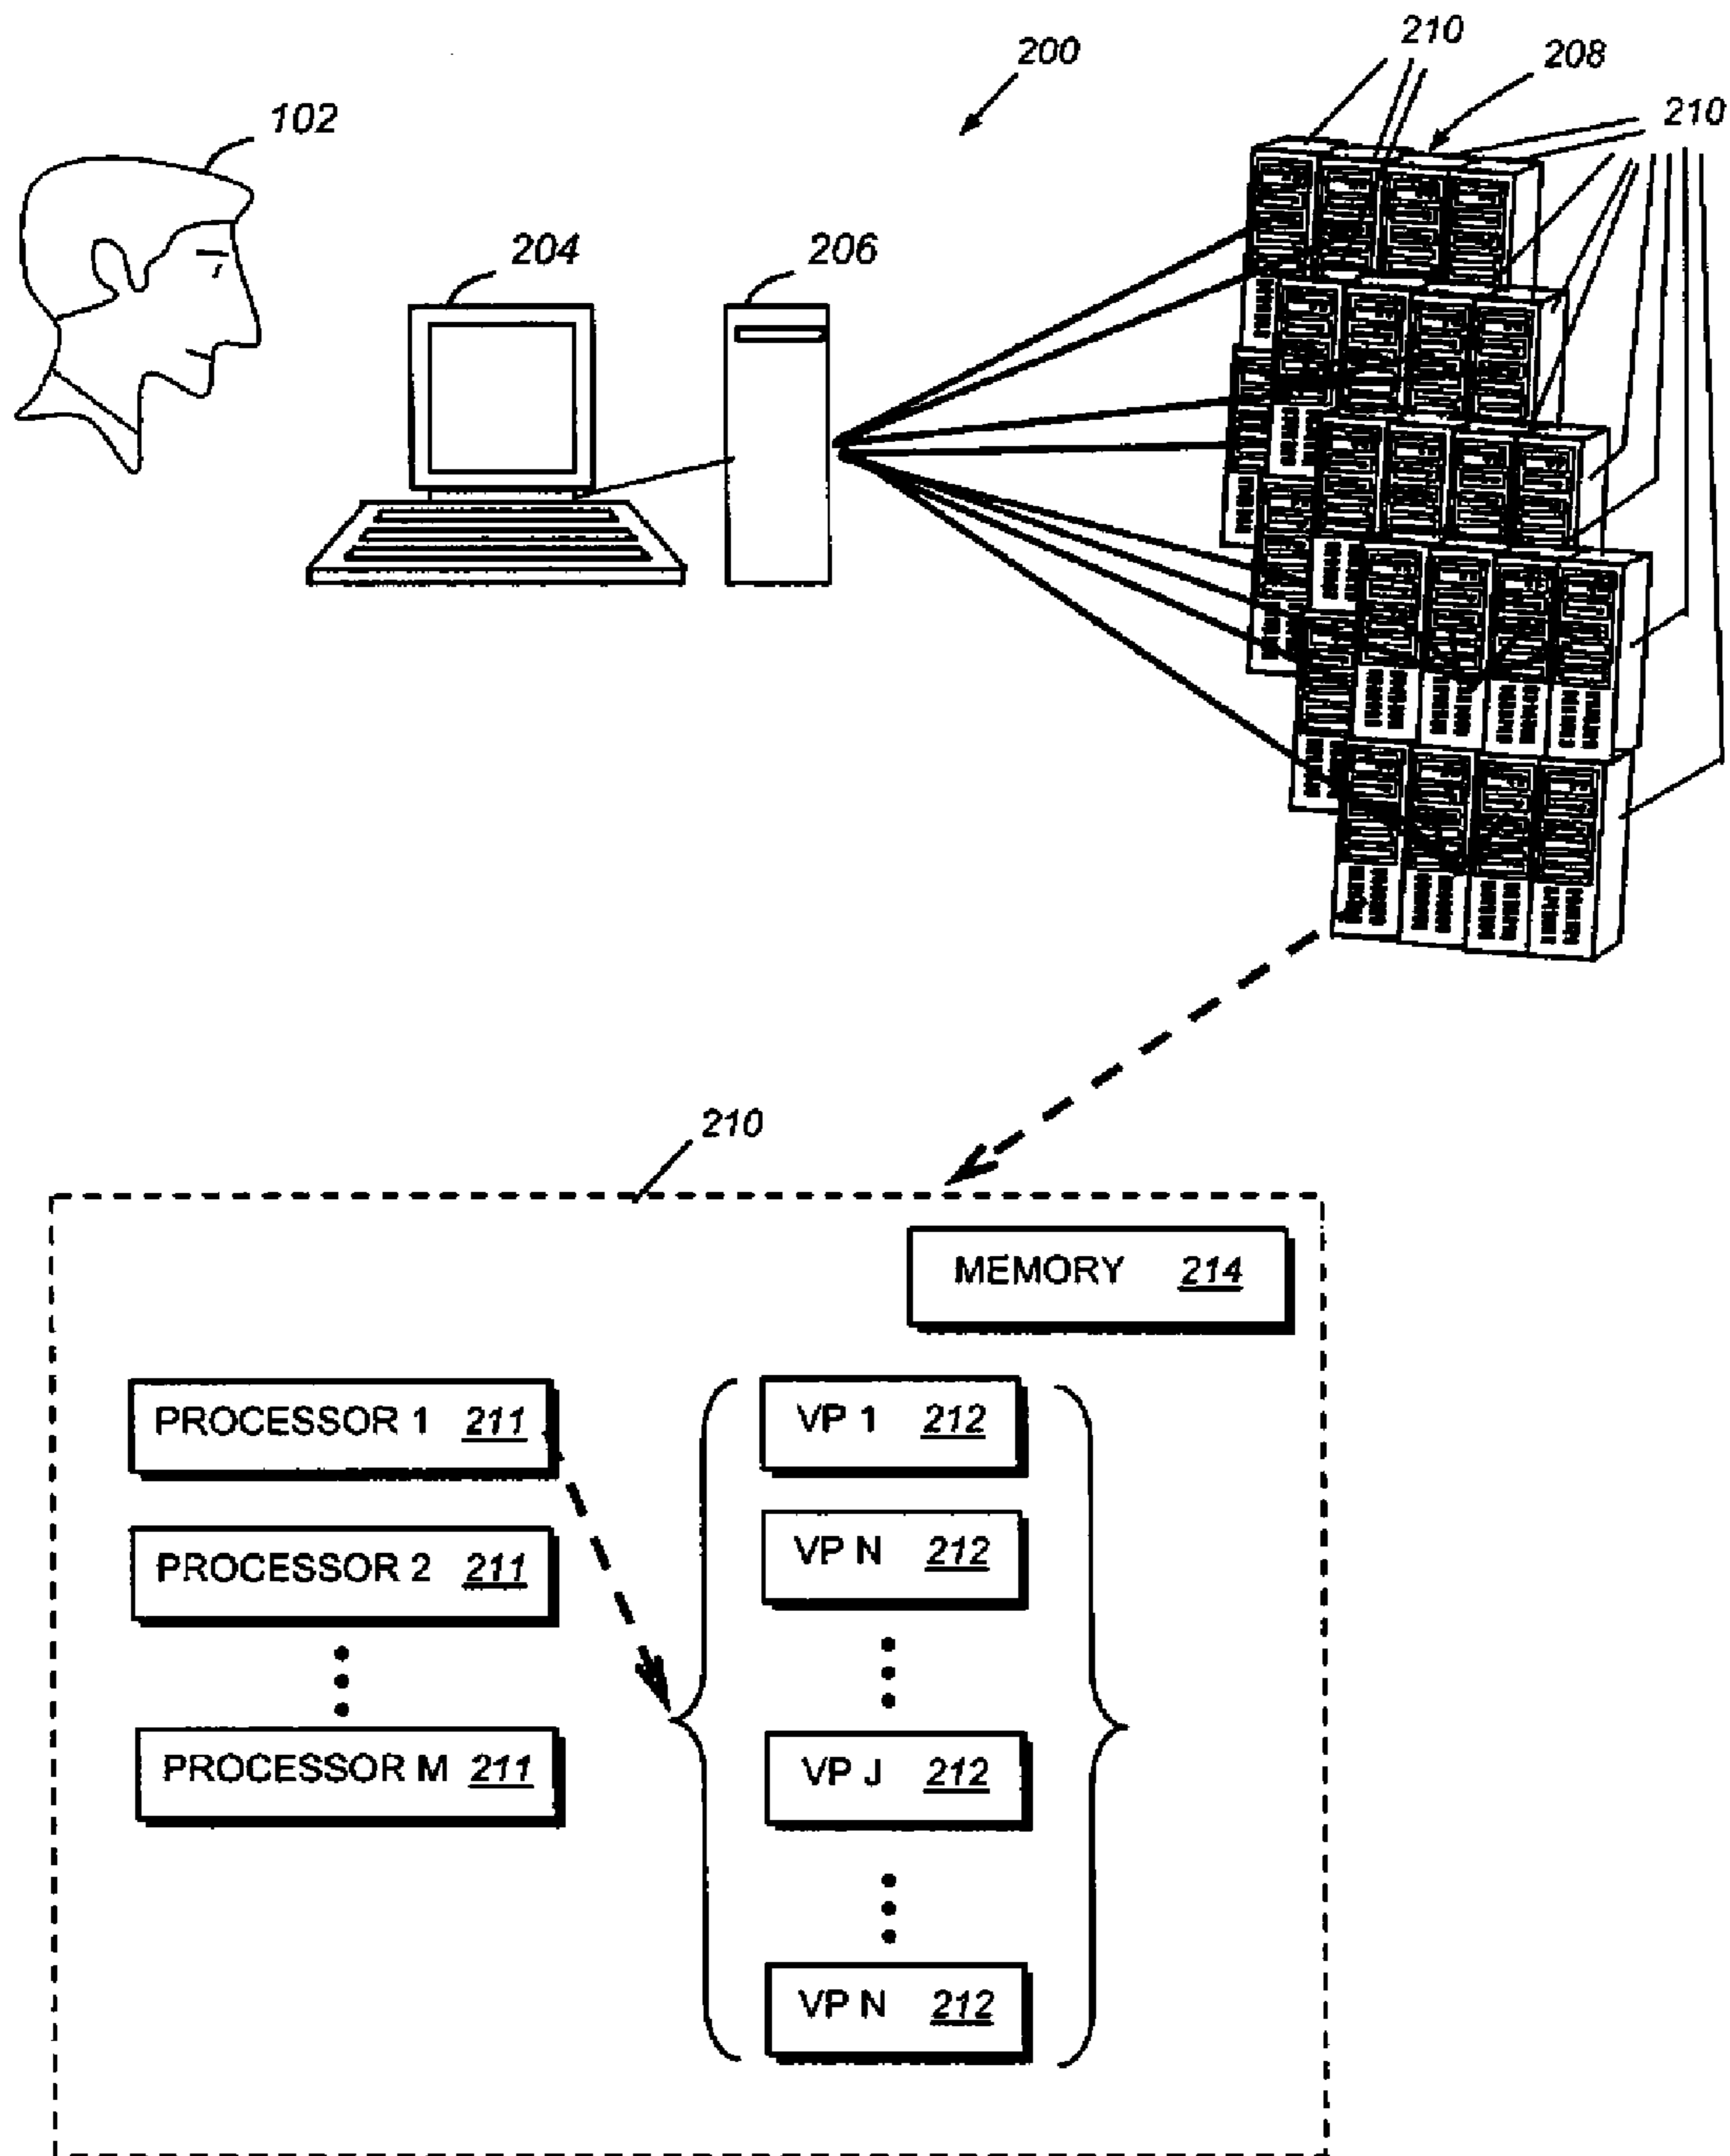 200
210
208
210
102
204
206
210
MEMORY 214
PROCESSOR 1 211
VP 1 212
PROCESSOR 2 211
VP N 212
PROCESSOR M 211
VP J 212
VP N 212